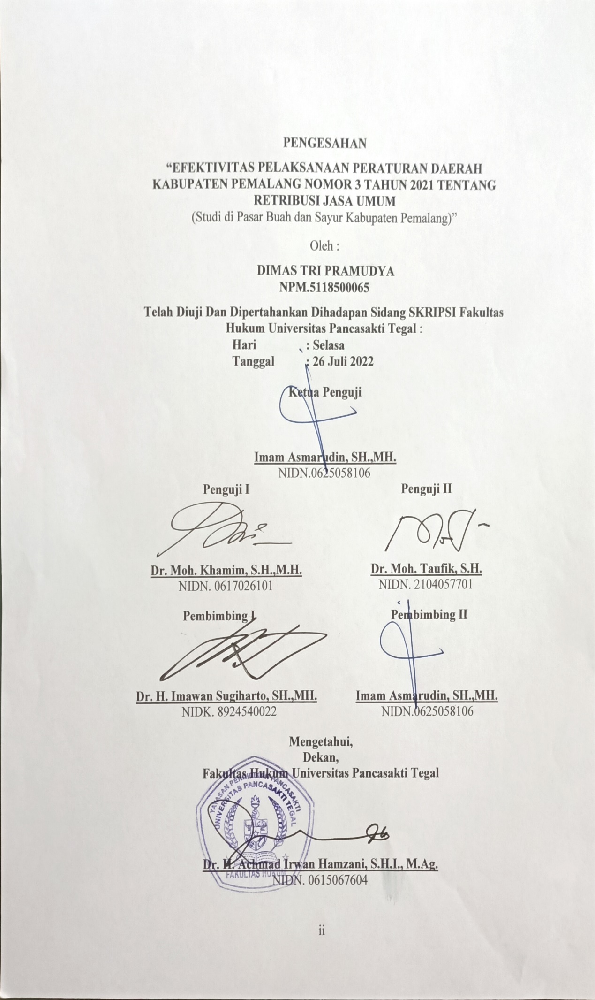 PENGESAHAN
“EFEKTIVITAS PELAKSANAAN PERATURAN DAERAH
KABUPATEN PEMALANG NOMOR 3 TAHUN 2021 TENTANG
RETRIBUSI JASA UMUM
(Studi di Pasar Buah dan Sayur Kabupaten Pemalang)”
Oleh :
DIMAS TRI PRAMUDYA
NPM.5118500065
Telah Diuji Dan Dipertahankan Dihadapan Sidang SKRIPSI Fakultas
Hukum Universitas Pancasakti Tegal :
Hari : Selasa
Tanggal : 26 Juli 2022
Ketua Penguji
Imam Asmarudin, SH.,MH.
NIDN.0625058106
Penguji I Penguji II
Dr. Moh. Khamim, S.H.,M.H. Dr. Moh. Taufik, S.H.
NIDN. 0617026101 NIDN. 2104057701
Pembimbing I Pembimbing II
Dr. H. Imawan Sugiharto, SH.,MH. Imam Asmarudin, SH.,MH.
NIDK. 8924540022 NIDN.0625058106
Mengetahui,
Dekan,
Fakultas Hukum Universitas Pancasakti Tegal
YAYASAN PENDIDIKAN PANCASAKTI
UNIVERSITAS PANCASAKTI TEGAL
Dr. H. Achmad Irwan Hamzani, S.H.I., M.Ag.
FAKULTAS HUKUM
NIDN. 0615067604
ii